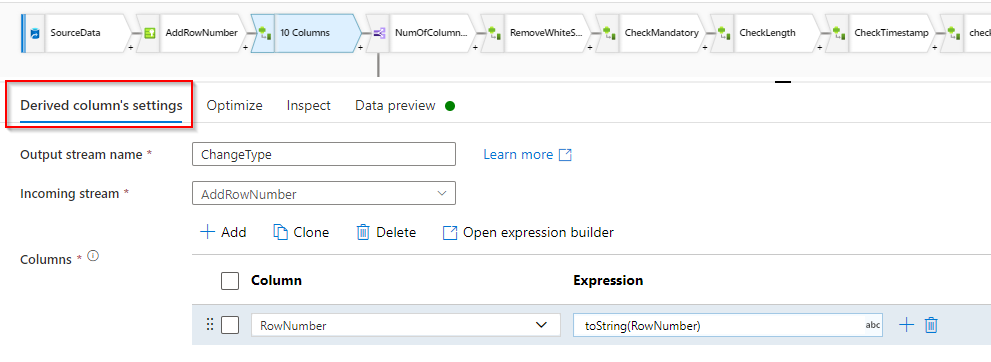 SourceData
AddRowNumber
10 Columns
NumOfColumn...
RemoveWhiteS...
CheckMandatory
CheckLength
CheckTimestamp
check
+ + + + + + + +
Derived column's settings Optimize Inspect Data preview
Output stream name * ChangeType Learn more
Incoming stream * AddRowNumber
+ Add Clone Delete Open expression builder
Columns *
Column Expression
RowNumber toString(RowNumber) abc +